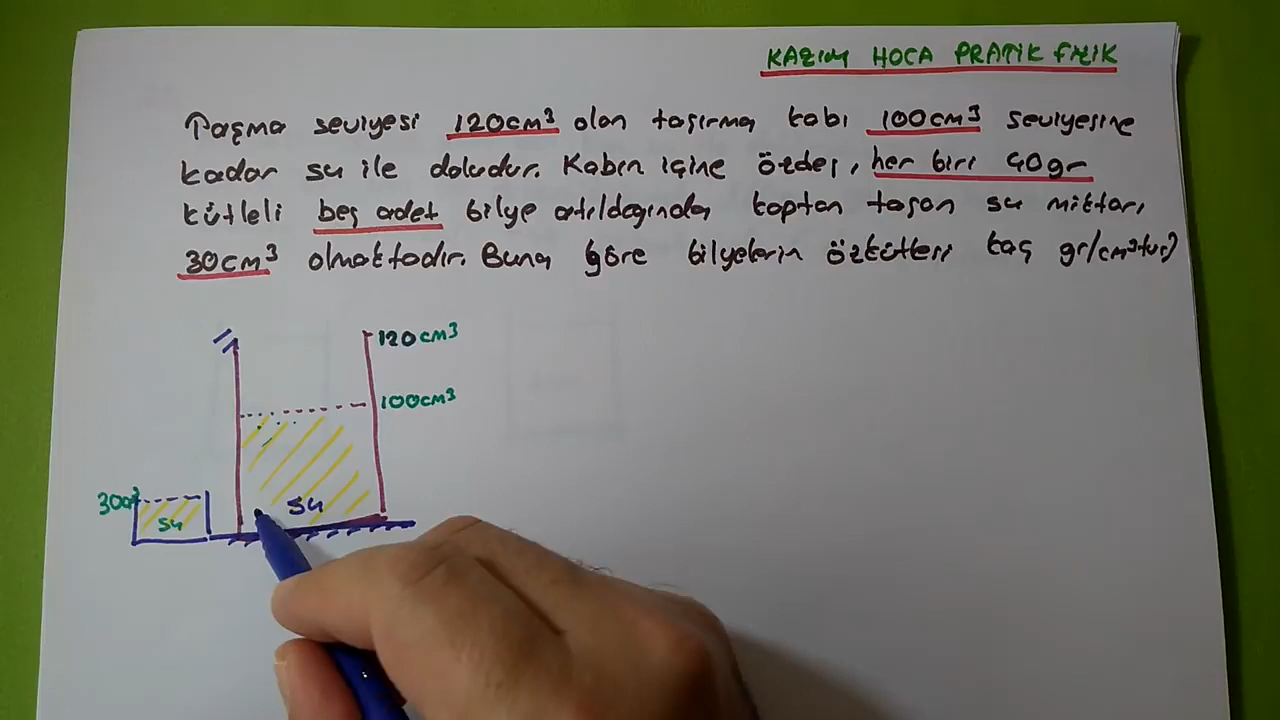 KAZIM HOCA PRATİK FİZİK
Taşma seviyesi 120cm³ olan taşırma kabı 100cm³ seviyesine
kadar su ile doludur. Kabın içine özdeş, her biri 40gr
kütleli beş adet bilye atıldığında kaptan taşan su miktarı
30cm³ olmaktadır. Buna göre bilyelerin özkütlesi kaç gr/cm³tür?
120cm³
100cm³
30cm³
su
su